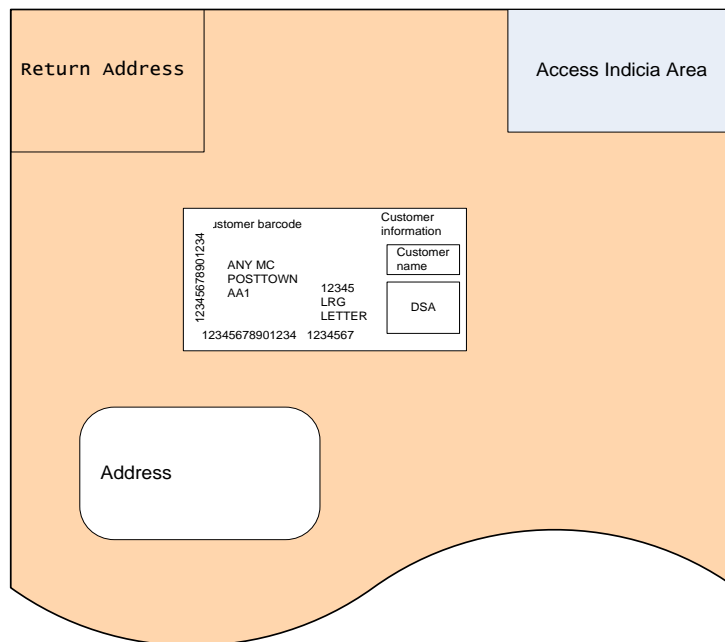 Return Address
Access Indicia Area
ustomer barcode
Customer
information
12345678901234
ANY MC
POSTTOWN
AA1
12345
LRG
LETTER
Customer
name
DSA
12345678901234 1234567
Address